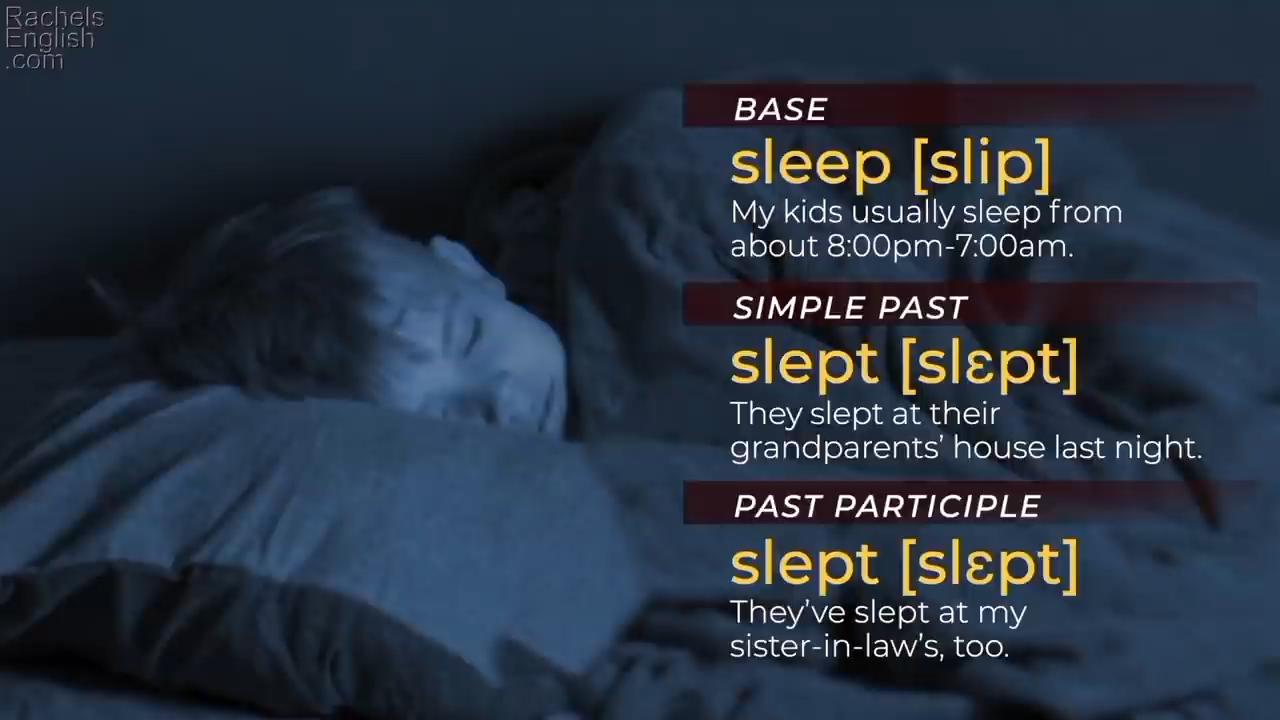 Rachels
English
.com
BASE
sleep [slip]
My kids usually sleep from
about 8:00pm-7:00am.
SIMPLE PAST
slept [slɛpt]
They slept at their
grandparents’ house last night.
PAST PARTICIPLE
slept [slɛpt]
They’ve slept at my
sister-in-law’s, too.